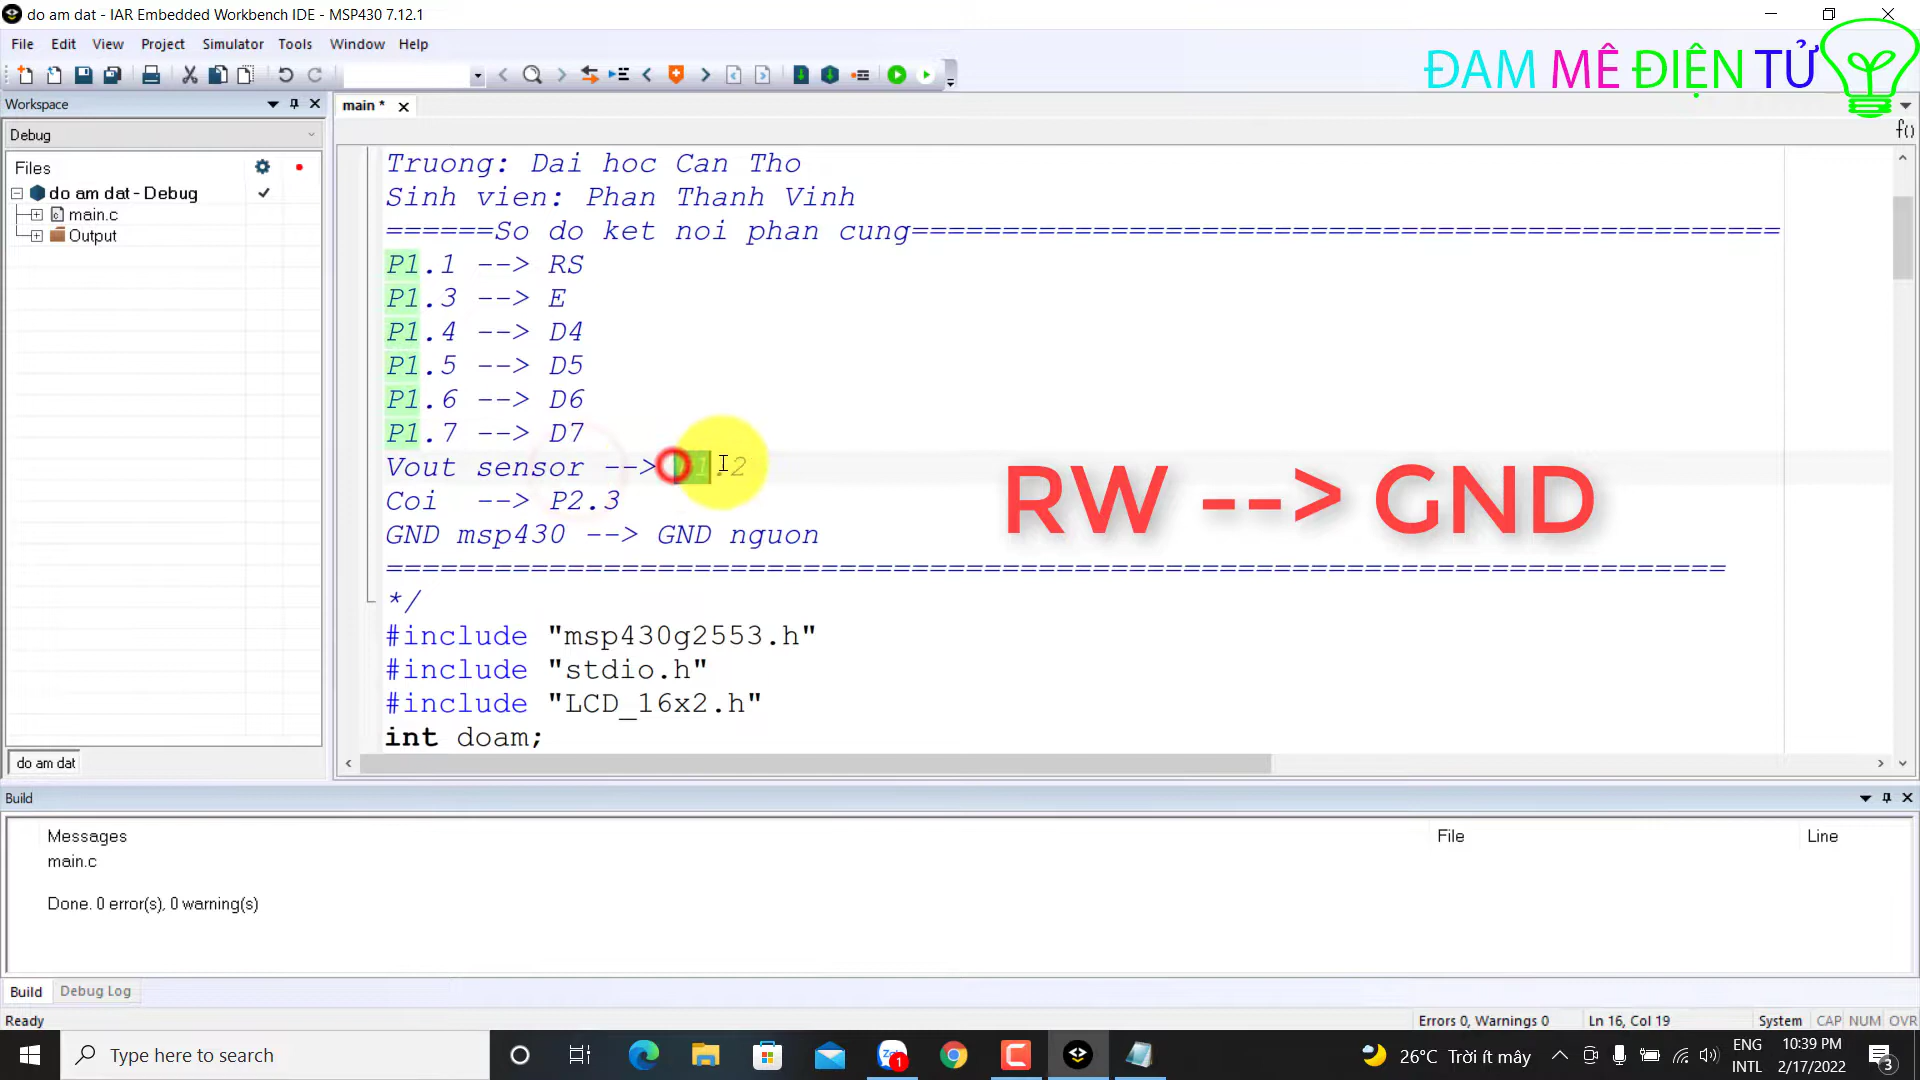 do am dat - IAR Embedded Workbench IDE - MSP430 7.12.1
File Edit View Project Simulator Tools Window Help
ĐAM MÊ ĐIỆN TỬ
Workspace
main *
Debug
f()
Files
do am dat - Debug
main.c
Output
do am dat
Truong: Dai hoc Can Tho
Sinh vien: Phan Thanh Vinh
======So do ket noi phan cung================================================
P1.1 --> RS
P1.3 --> E
P1.4 --> D4
P1.5 --> D5
P1.6 --> D6
P1.7 --> D7
Vout sensor --> P1.2
Coi --> P2.3
GND msp430 --> GND nguon
==========================================================================
*/
#include "msp430g2553.h"
#include "stdio.h"
#include "LCD_16x2.h"
int doam;
RW --> GND
Build
Messages File Line
main.c
Done. 0 error(s), 0 warning(s)
Build Debug Log
Ready Errors 0, Warnings 0 Ln 16, Col 19 System CAP NUM OVR
Type here to search
1
26°C Trời ít mây
ENG
INTL
10:39 PM
2/17/2022
3